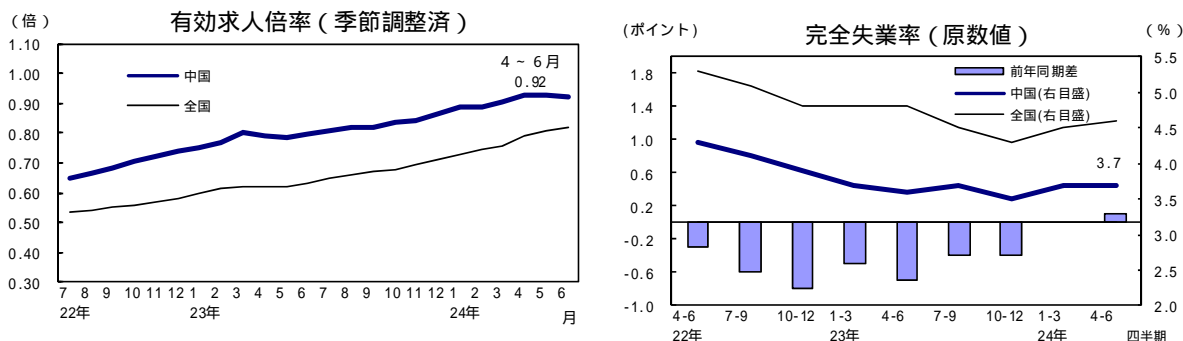 有効求人倍率（季節調整済）
（倍）
1.10
1.00
0.90
0.80
0.70
0.60
0.50
0.40
0.30
中国
全国
4～6月
0.92
7 8 9 10 11 12 1 2 3 4 5 6 7 8 9 10 11 12 1 2 3 4 5 6
22年 23年 24年 月
完全失業率（原数値）
(ポイント)
（％）
1.8
1.4
1.0
0.6
0.2
-0.2
-0.6
-1.0
前年同期差
中国(右目盛)
全国(右目盛)
3.7
5.5
5.0
4.5
4.0
3.5
3.0
2.5
2.0
4-6 7-9 10-12 1-3 4-6 7-9 10-12 1-3 4-6
22年 23年 24年 四半期